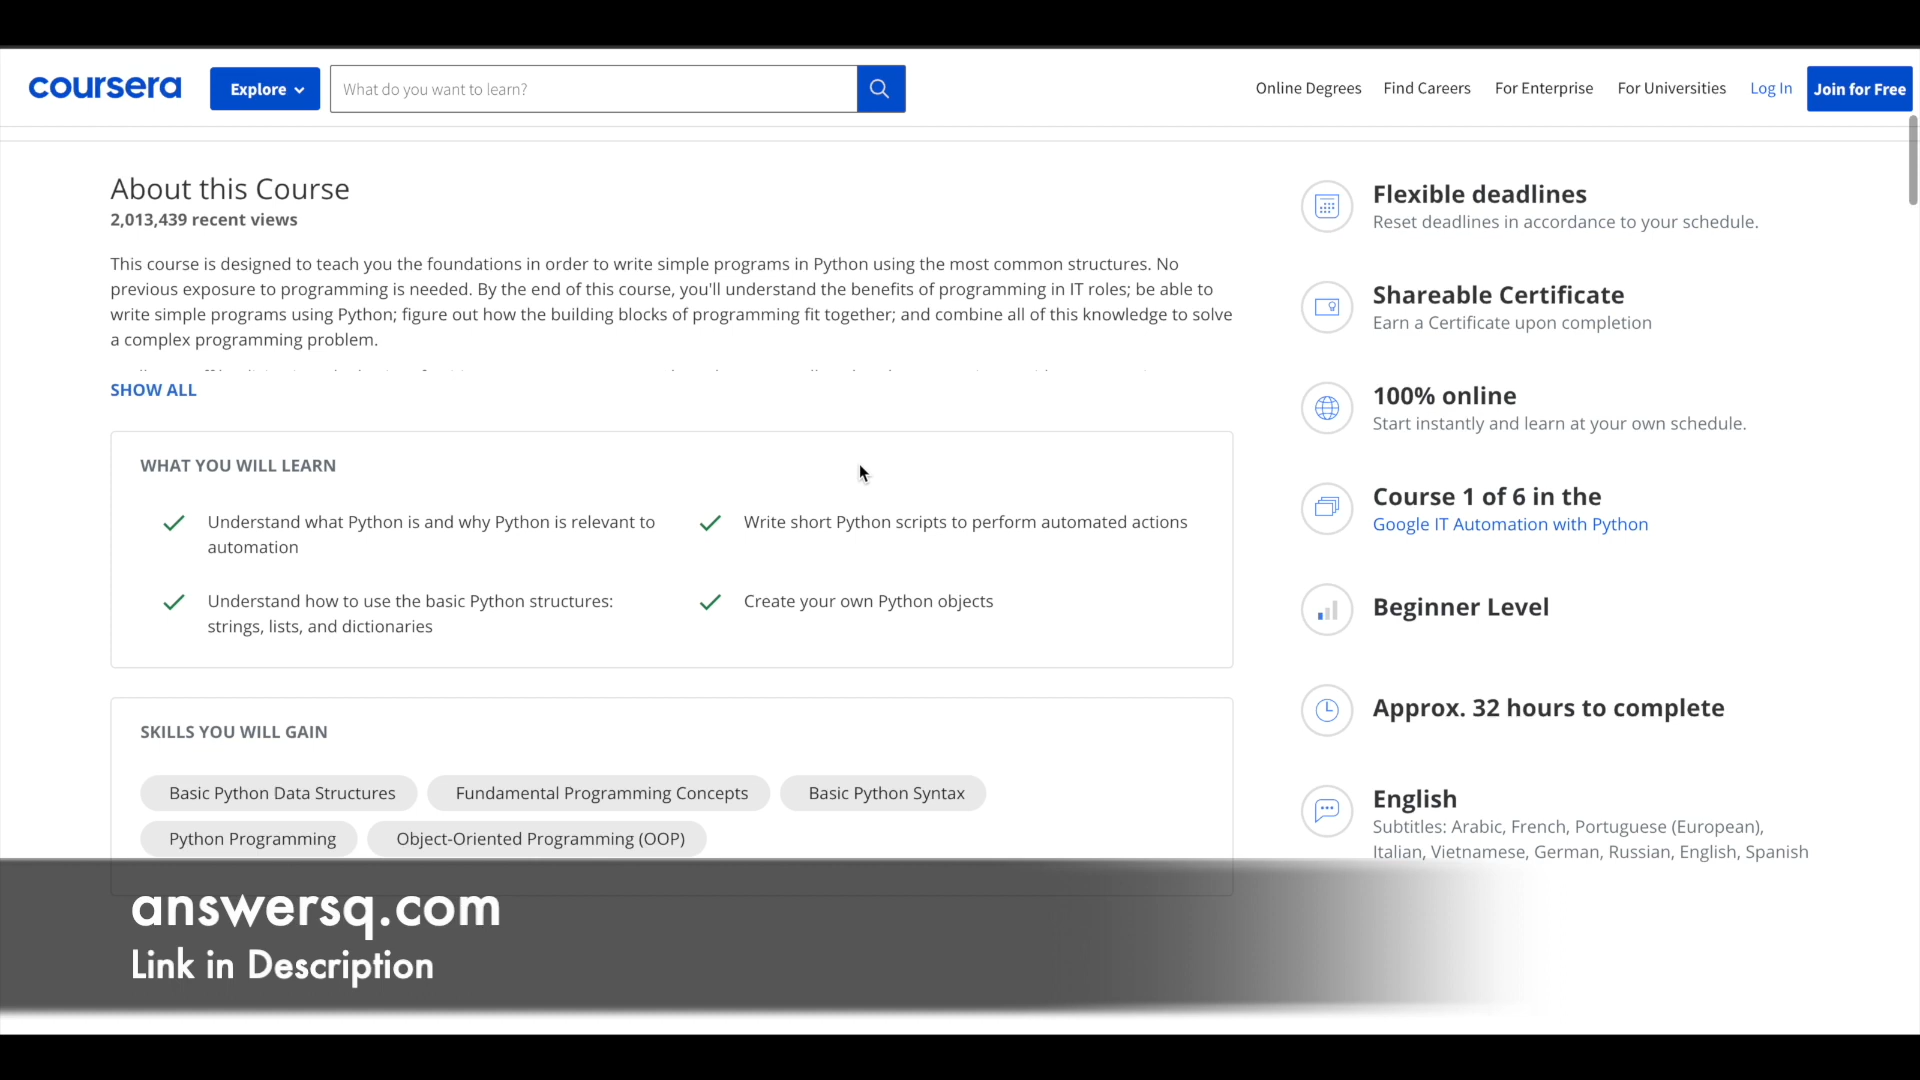 coursera
Explore
What do you want to learn?
Online Degrees
Find Careers
For Enterprise
For Universities
Log In
Join for Free
About this Course
2,013,439 recent views
This course is designed to teach you the foundations in order to write simple programs in Python using the most common structures. No
previous exposure to programming is needed. By the end of this course, you'll understand the benefits of programming in IT roles; be able to
write simple programs using Python; figure out how the building blocks of programming fit together; and combine all of this knowledge to solve
a complex programming problem.
SHOW ALL
WHAT YOU WILL LEARN
Understand what Python is and why Python is relevant to
automation
Write short Python scripts to perform automated actions
Understand how to use the basic Python structures:
strings, lists, and dictionaries
Create your own Python objects
SKILLS YOU WILL GAIN
Basic Python Data Structures
Fundamental Programming Concepts
Basic Python Syntax
Python Programming
Object-Oriented Programming (OOP)
Flexible deadlines
Reset deadlines in accordance to your schedule.
Shareable Certificate
Earn a Certificate upon completion
100% online
Start instantly and learn at your own schedule.
Course 1 of 6 in the
Google IT Automation with Python
Beginner Level
Approx. 32 hours to complete
English
Subtitles: Arabic, French, Portuguese (European),
Italian, Vietnamese, German, Russian, English, Spanish
answersq.com
Link in Description